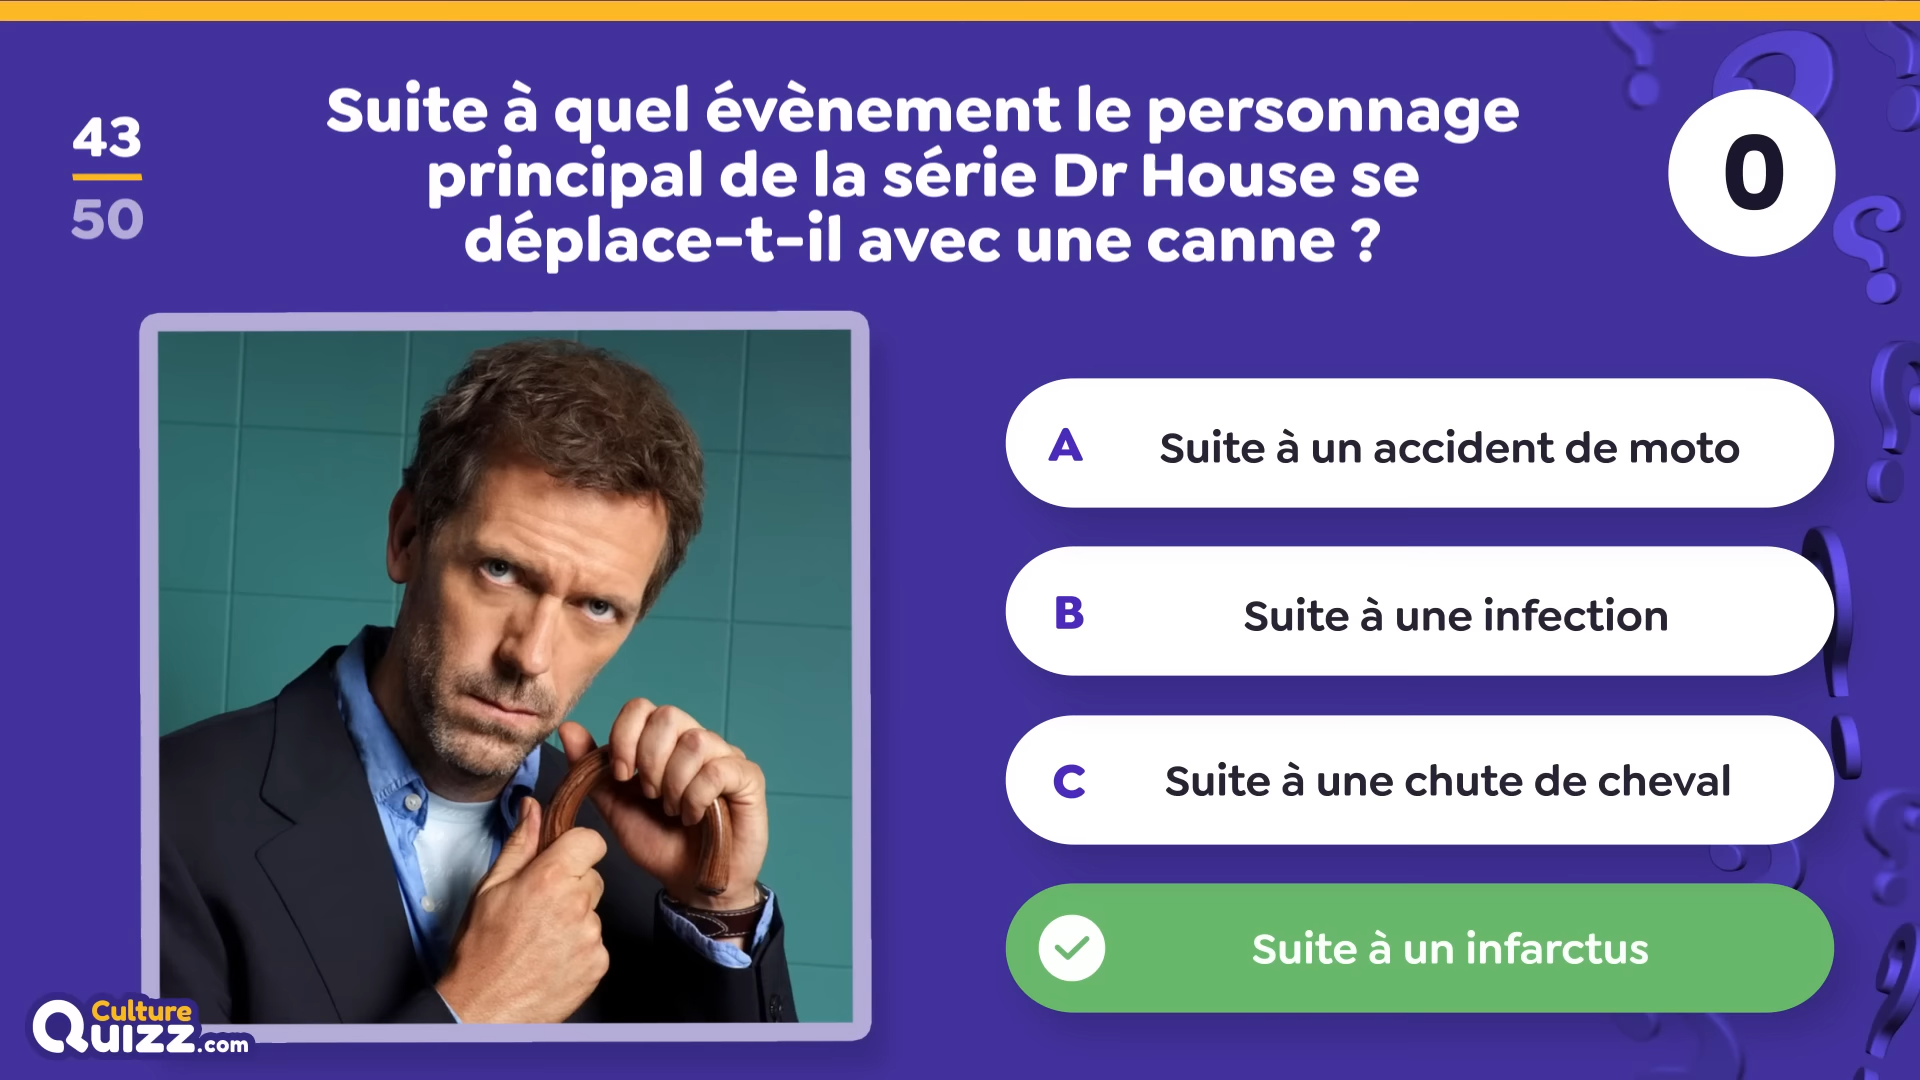 43
50
Suite à quel évènement le personnage
principal de la série Dr House se
déplace-t-il avec une canne ?
0
A Suite à un accident de moto
B Suite à une infection
C Suite à une chute de cheval
Suite à un infarctus
Culture
QUIZZ.com